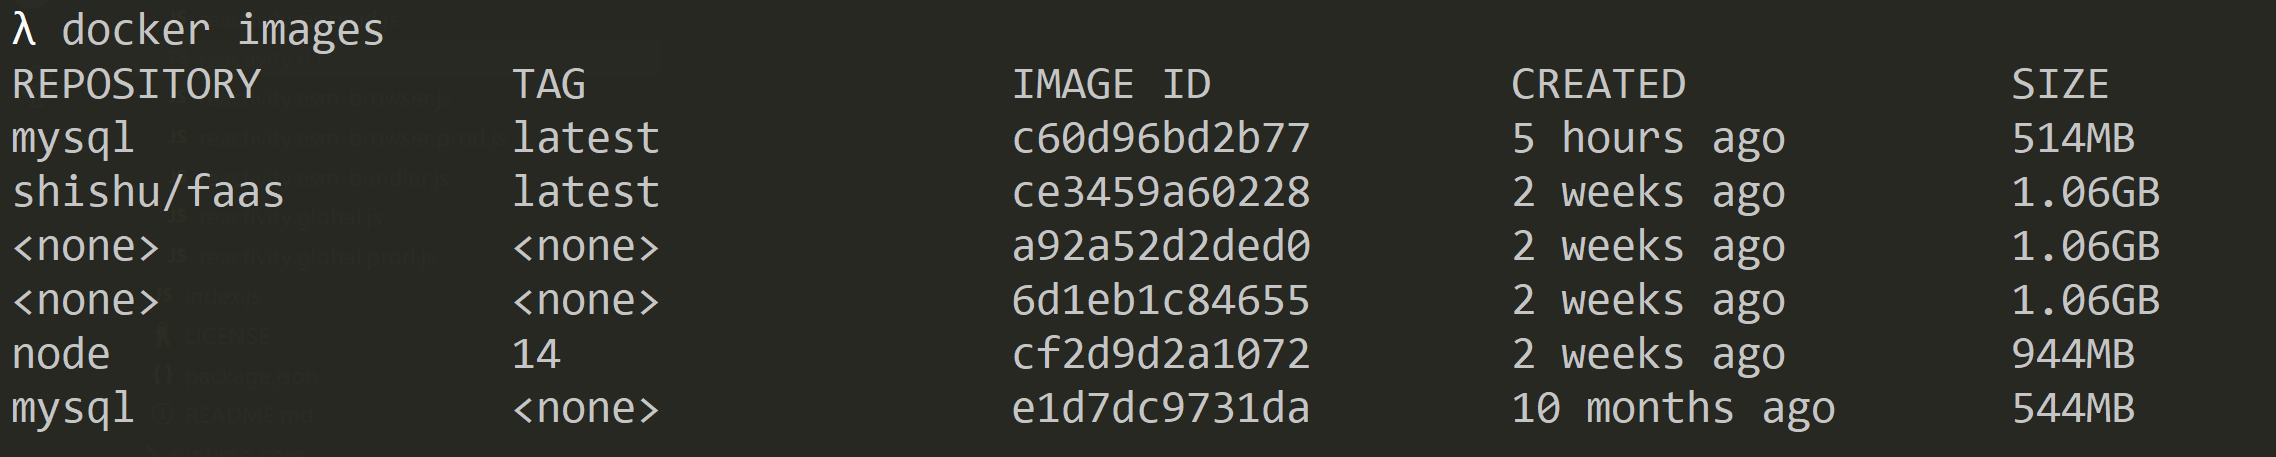 λ docker images
REPOSITORY TAG IMAGE ID CREATED SIZE
mysql latest c60d96bd2b77 5 hours ago 514MB
shishu/faas latest ce3459a60228 2 weeks ago 1.06GB
<none> <none> a92a52d2ded0 2 weeks ago 1.06GB
<none> <none> 6d1eb1c84655 2 weeks ago 1.06GB
node 14 cf2d9d2a1072 2 weeks ago 944MB
mysql <none> e1d7dc9731da 10 months ago 544MB